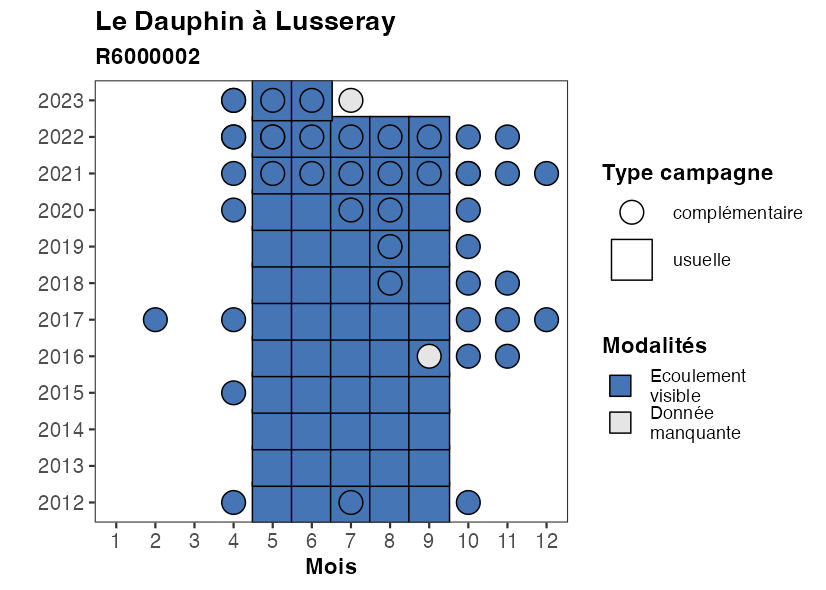 Le Dauphin à Lusseray
R6000002
2023
2022
2021
2020
2019
2018
2017
2016
2015
2014
2013
2012
1 2 3 4 5 6 7 8 9 10 11 12
Mois
Type campagne
complémentaire
usuelle
Modalités
Ecoulement
visible
Donnée
manquante